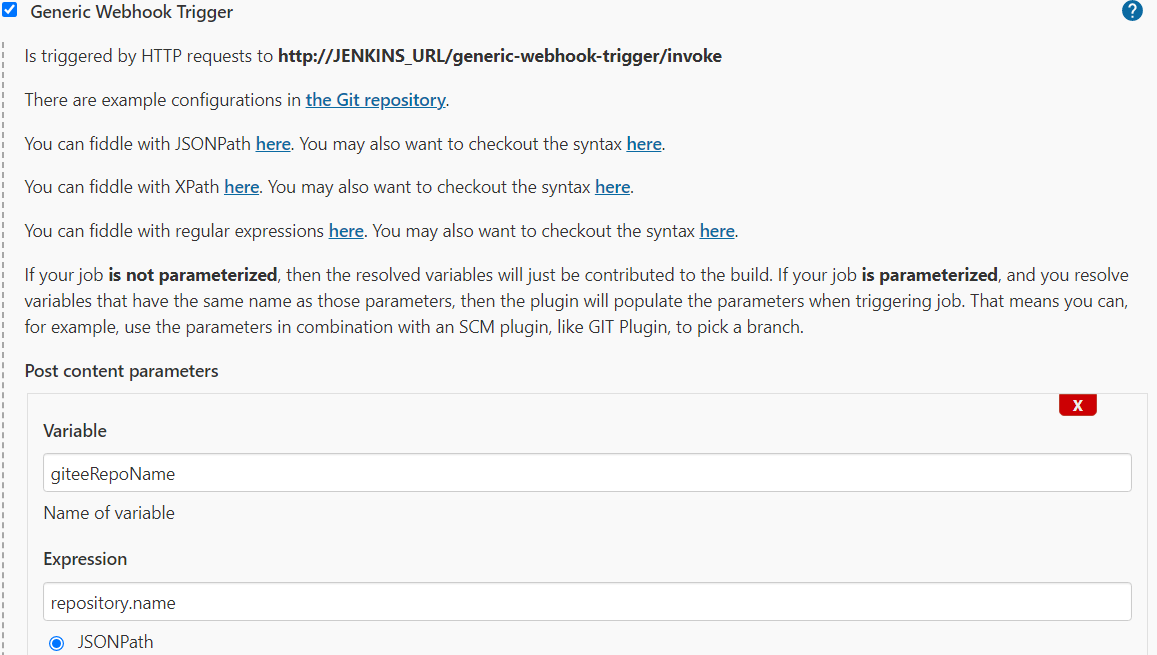 Generic Webhook Trigger
?
Is triggered by HTTP requests to http://JENKINS_URL/generic-webhook-trigger/invoke
There are example configurations in the Git repository.
You can fiddle with JSONPath here. You may also want to checkout the syntax here.
You can fiddle with XPath here. You may also want to checkout the syntax here.
You can fiddle with regular expressions here. You may also want to checkout the syntax here.
If your job is not parameterized, then the resolved variables will just be contributed to the build. If your job is parameterized, and you resolve
variables that have the same name as those parameters, then the plugin will populate the parameters when triggering job. That means you can,
for example, use the parameters in combination with an SCM plugin, like GIT Plugin, to pick a branch.
Post content parameters
X
Variable
giteeRepoName
Name of variable
Expression
repository.name
JSONPath